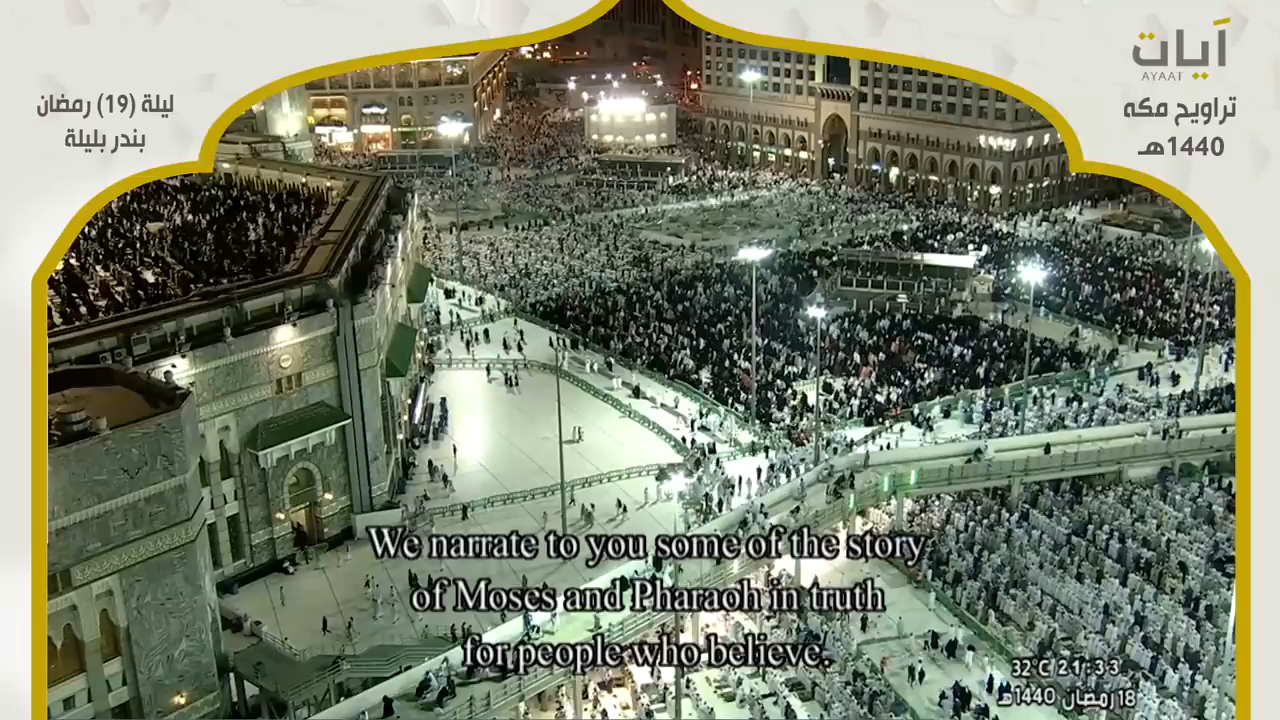 آيات
AYAAT
تراويح مكه
1440هـ
ليلة (19) رمضان
بندر بليلة
We narrate to you some of the story
of Moses and Pharaoh in truth
for people who believe.
32°C 21:33
18 رمضان 1440هـ